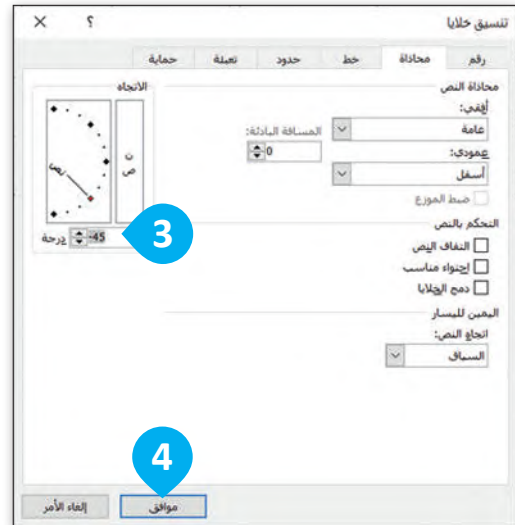 تنسيق خلايا
؟ ×
رقم محاذاة خط حدود تعبئة حماية
محاذاة النص
أفقي:
عامة
المسافة البادئة:
0
عمودي:
أسفل
ضبط الموزع
التحكم بالنص
التفاف النص
احتواء مناسب
دمج الخلايا
اليمين لليسار
اتجاه النص:
السياق
الاتجاه
ن
ص
نص
-45 درجة
3
4
موافق
إلغاء الأمر